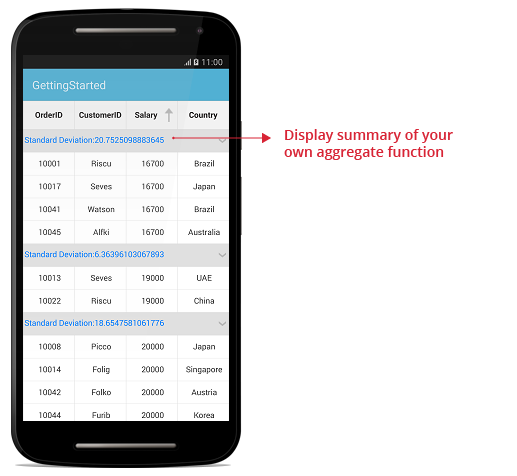 11:00
GettingStarted
OrderID CustomerID Salary Country
Standard Deviation:20.7525098883645
10001 Riscu 16700 Brazil
10017 Seves 16700 Japan
10041 Watson 16700 Brazil
10045 Alfki 16700 Australia
Standard Deviation:6.36396103067893
10013 Seves 19000 UAE
10022 Riscu 19000 China
Standard Deviation:18.6547581061776
10008 Picco 20000 Japan
10014 Folig 20000 Singapore
10042 Folko 20000 Austria
10044 Furib 20000 Korea
Display summary of your
own aggregate function